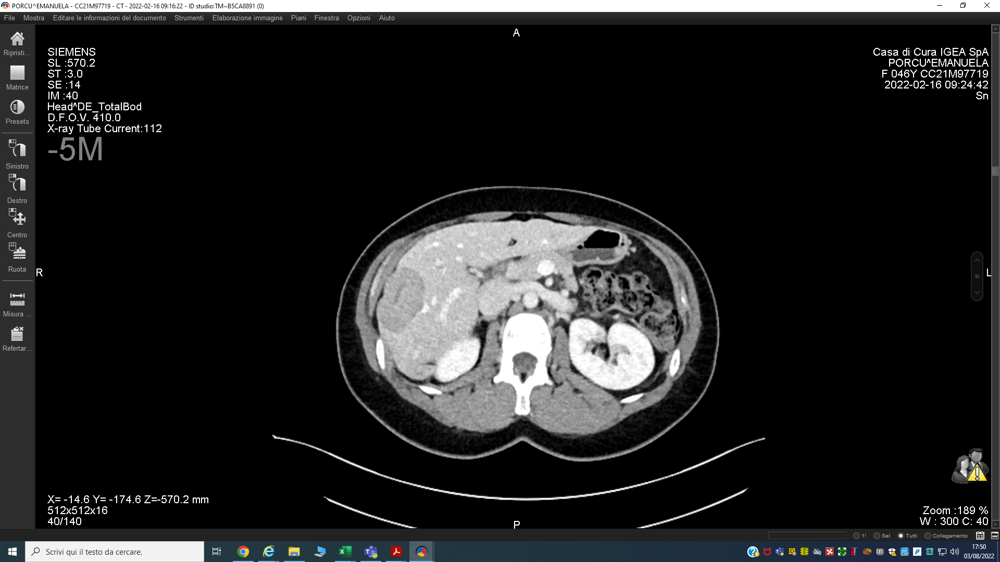 PORCU^EMANUELA - CC21M97719 - CT - 2022-02-16 09:16:22 - ID studio:TM~B5CA8891 (0)
File Mostra Editare le informazioni del documento Strumenti Elaborazione immagine Piani Finestra Opzioni Aiuto
Ripristi...
Matrice
Presets
Sinistro
Destro
Centro
Ruota
Misura ...
Refertar...
A
SIEMENS
SL :570.2
ST :3.0
SE :14
IM :40
Head^DE_TotalBod
D.F.O.V. 410.0
X-ray Tube Current:112
-5M
Casa di Cura IGEA SpA
PORCU^EMANUELA
F 046Y CC21M97719
2022-02-16 09:24:42
Sn
R
L
X= -14.6 Y= -174.6 Z=-570.2 mm
512x512x16
40/140
P
Zoom :189 %
W : 300 C: 40
1! Sel Tutti Collegamento 22
Scrivi qui il testo da cercare.
17:50
03/08/2022